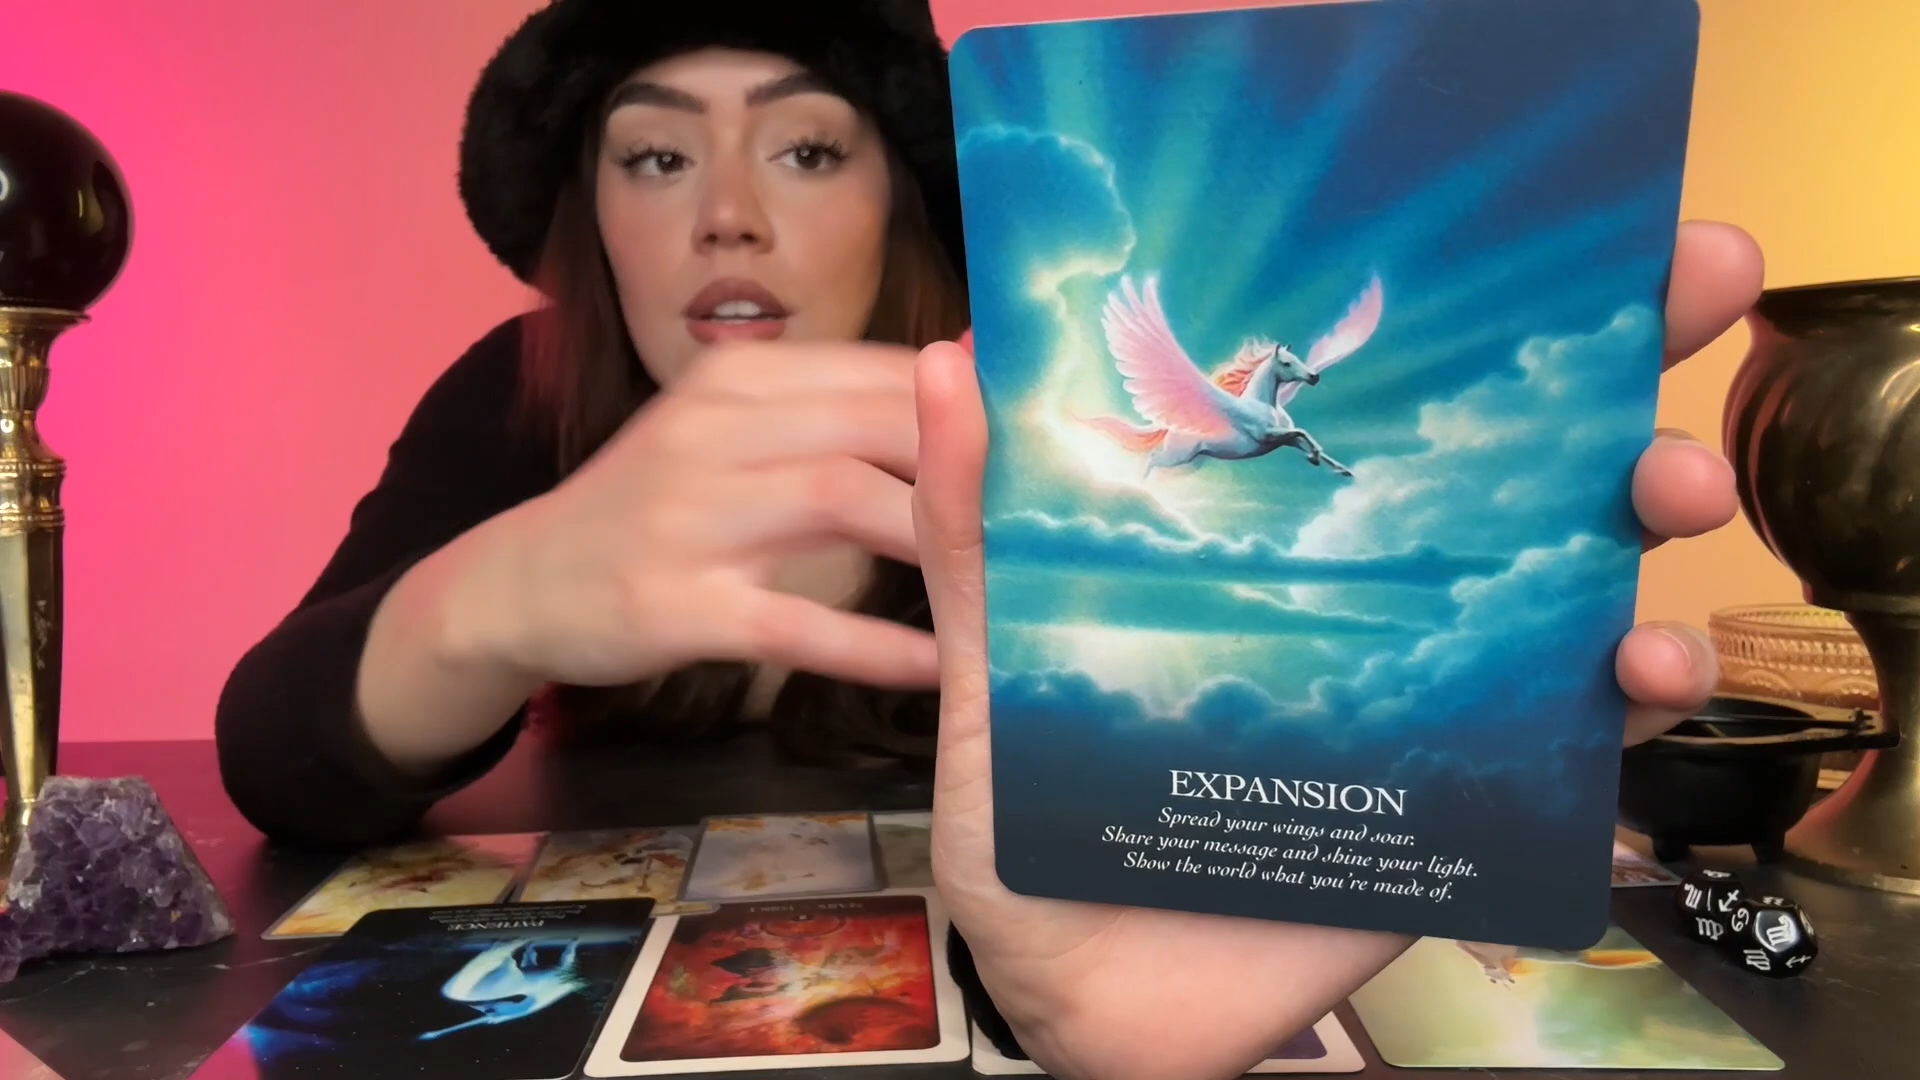 EXPANSION
Spread your wings and soar.
Share your message and shine your light.
Show the world what you're made of.
PATIENCE